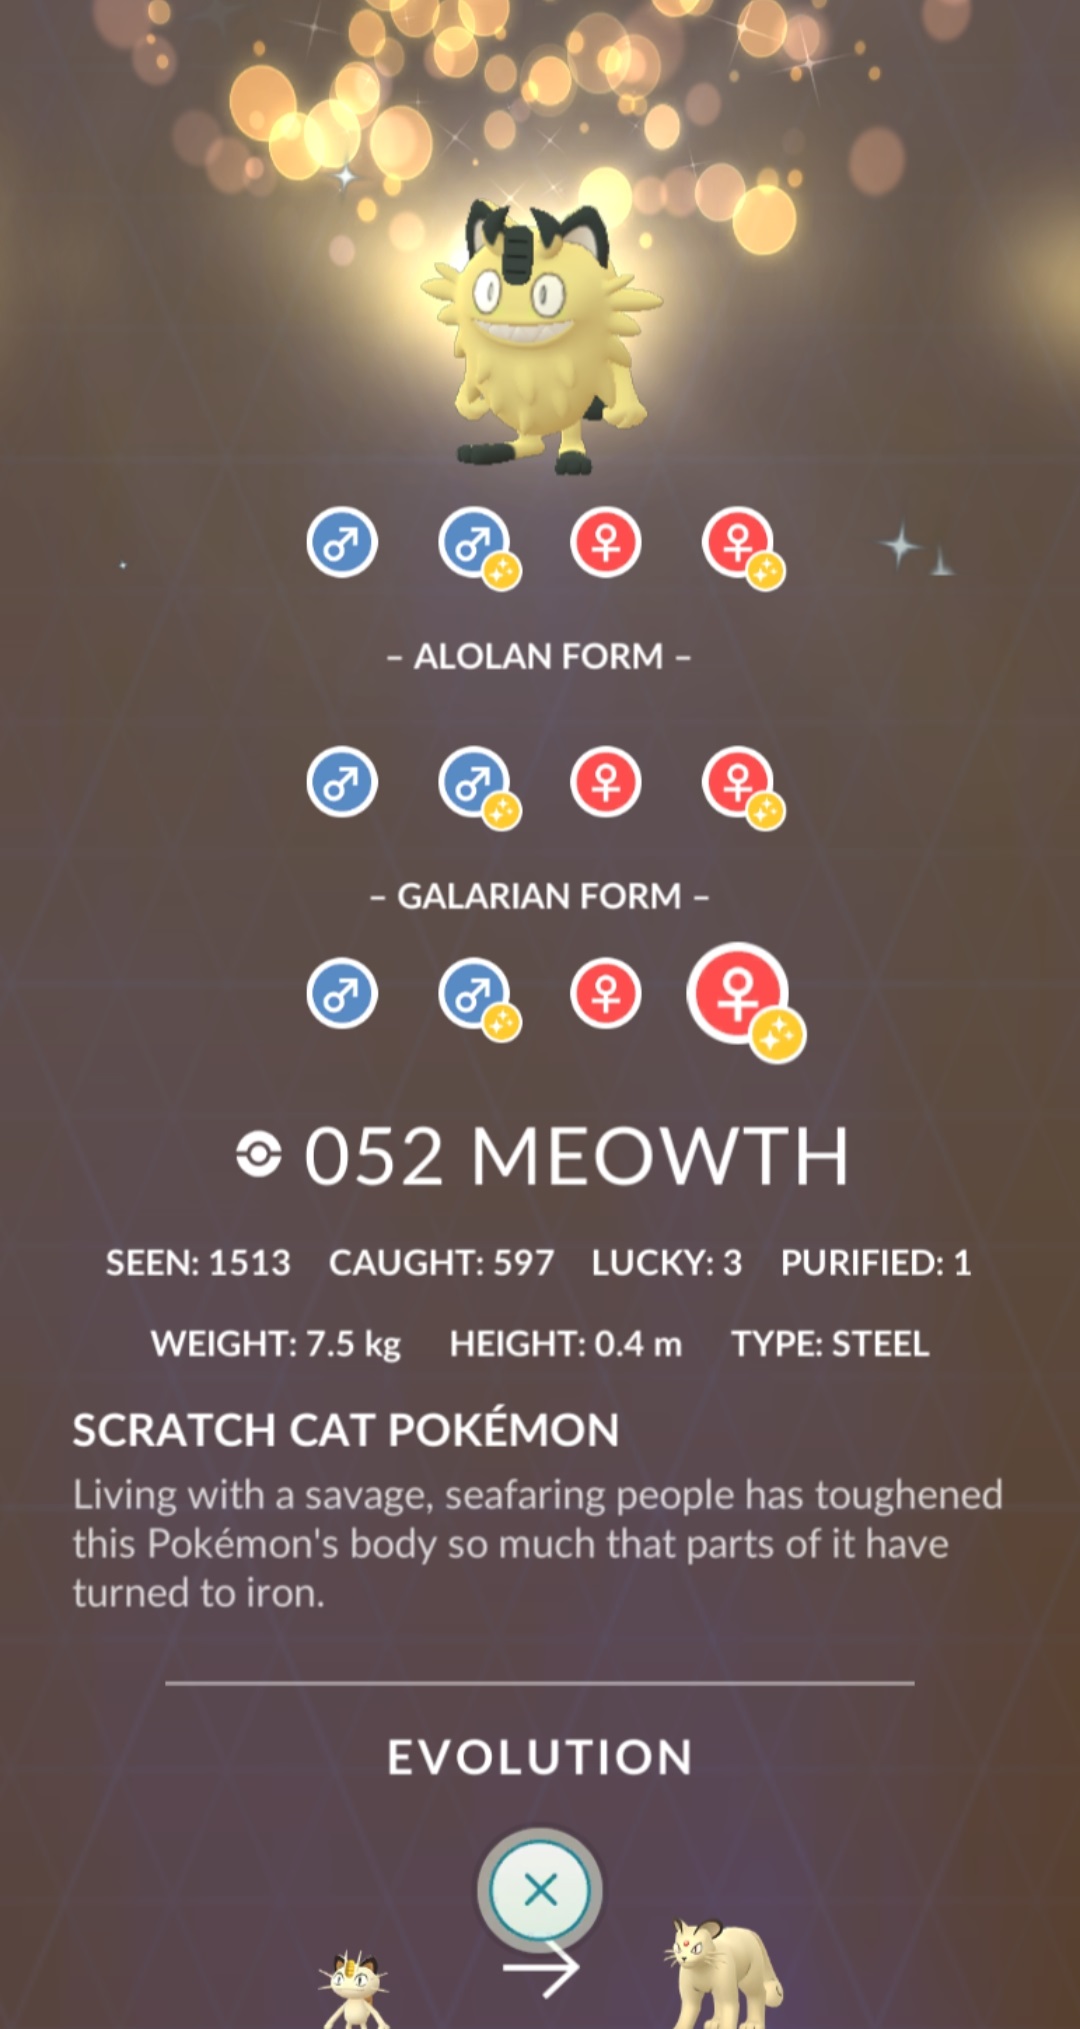 – ALOLAN FORM –
– GALARIAN FORM –
052 MEOWTH
SEEN: 1513 CAUGHT: 597 LUCKY: 3 PURIFIED: 1
WEIGHT: 7.5 kg HEIGHT: 0.4 m TYPE: STEEL
SCRATCH CAT POKÉMON
Living with a savage, seafaring people has toughened
this Pokémon's body so much that parts of it have
turned to iron.
EVOLUTION